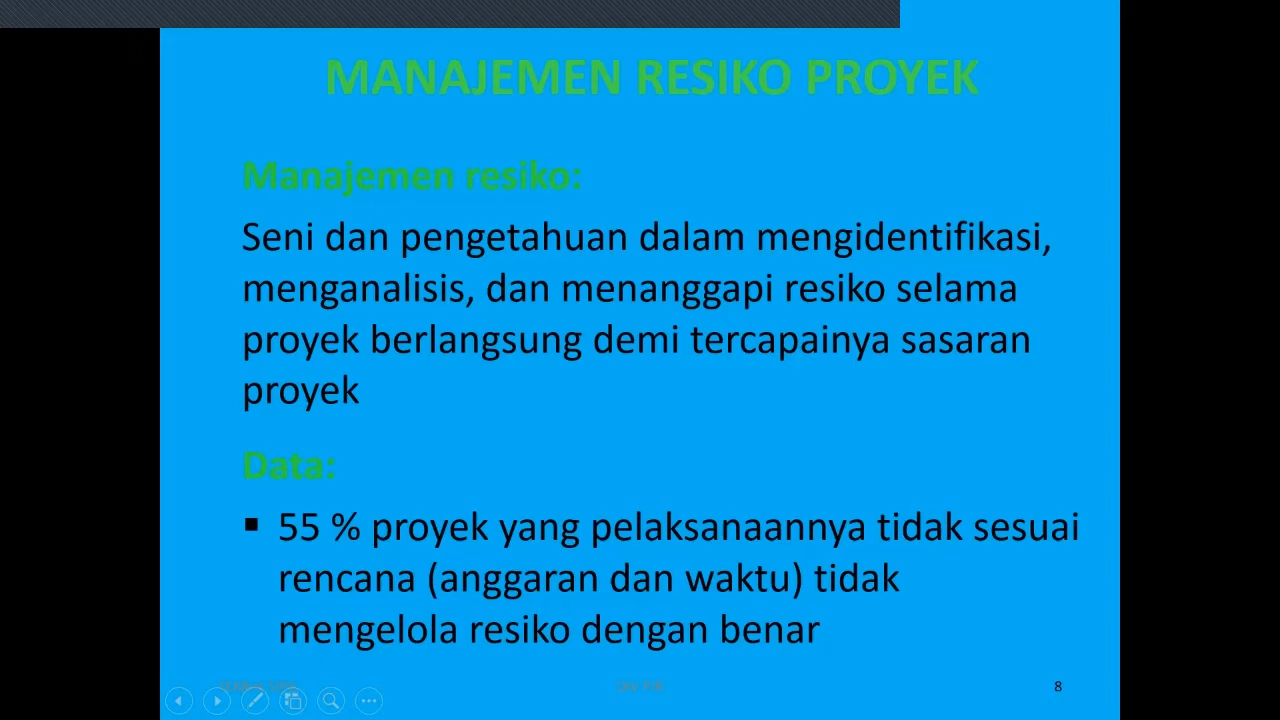 MANAJEMEN RESIKO PROYEK
Manajemen resiko:
Seni dan pengetahuan dalam mengidentifikasi,
menganalisis, dan menanggapi resiko selama
proyek berlangsung demi tercapainya sasaran
proyek
Data:
▪ 55 % proyek yang pelaksanaannya tidak sesuai
rencana (anggaran dan waktu) tidak
mengelola resiko dengan benar
8